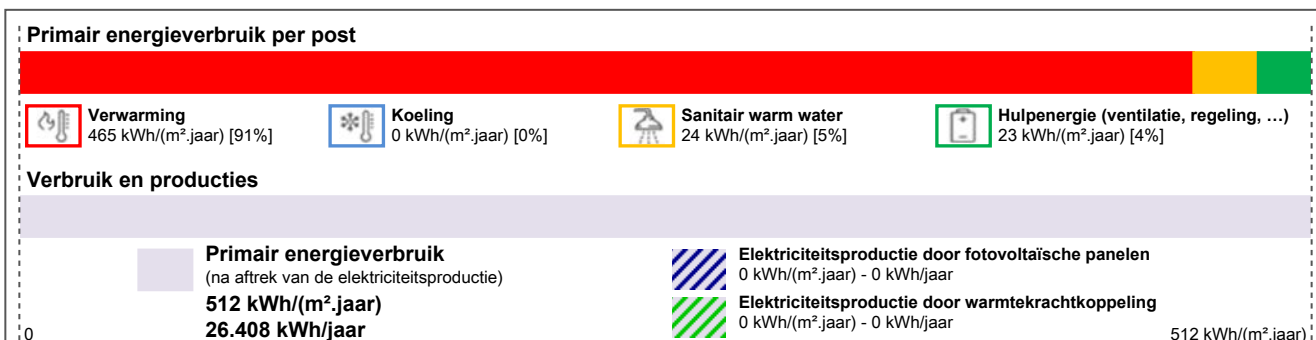 Primair energieverbruik per post
Verwarming
465 kWh/(m².jaar) [91%]
Koeling
0 kWh/(m².jaar) [0%]
Sanitair warm water
24 kWh/(m².jaar) [5%]
Hulpenergie (ventilatie, regeling, …)
23 kWh/(m².jaar) [4%]
Verbruik en producties
Primair energieverbruik
(na aftrek van de elektriciteitsproductie)
512 kWh/(m².jaar)
26.408 kWh/jaar
Elektriciteitsproductie door fotovoltaïsche panelen
0 kWh/(m².jaar) - 0 kWh/jaar
Elektriciteitsproductie door warmtekrachtkoppeling
0 kWh/(m².jaar) - 0 kWh/jaar
0
512 kWh/(m².jaar)